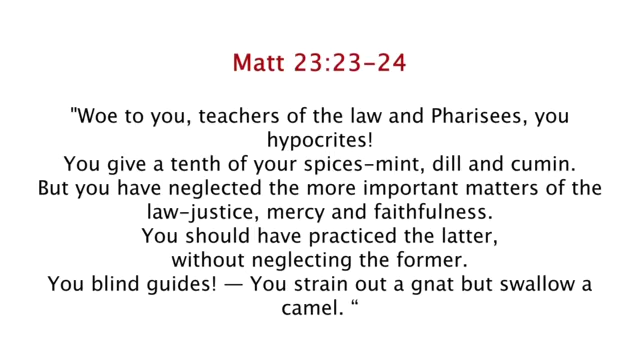 Matt 23:23-24
"Woe to you, teachers of the law and Pharisees, you
hypocrites!
You give a tenth of your spices-mint, dill and cumin.
But you have neglected the more important matters of the
law-justice, mercy and faithfulness.
You should have practiced the latter,
without neglecting the former.
You blind guides! — You strain out a gnat but swallow a
camel. “